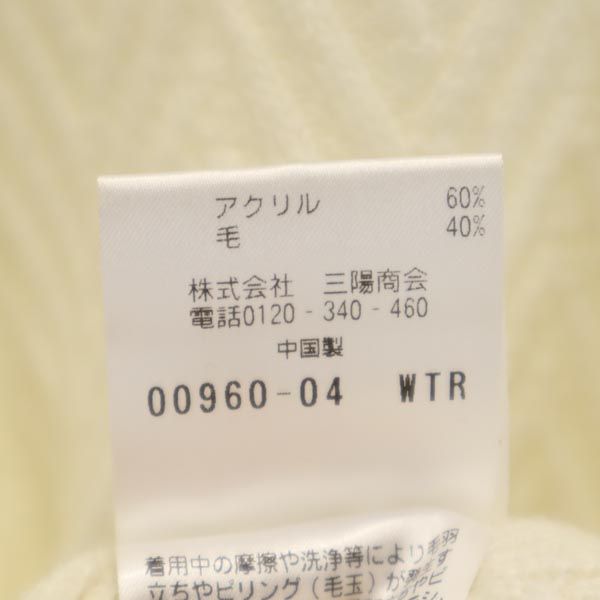 アクリル 60%
毛 40%
株式会社 三陽商会
電話0120-340-460
中国製
00960-04 WTR
着用中の摩擦や洗浄等により毛羽
立ちやピリング(毛玉)が